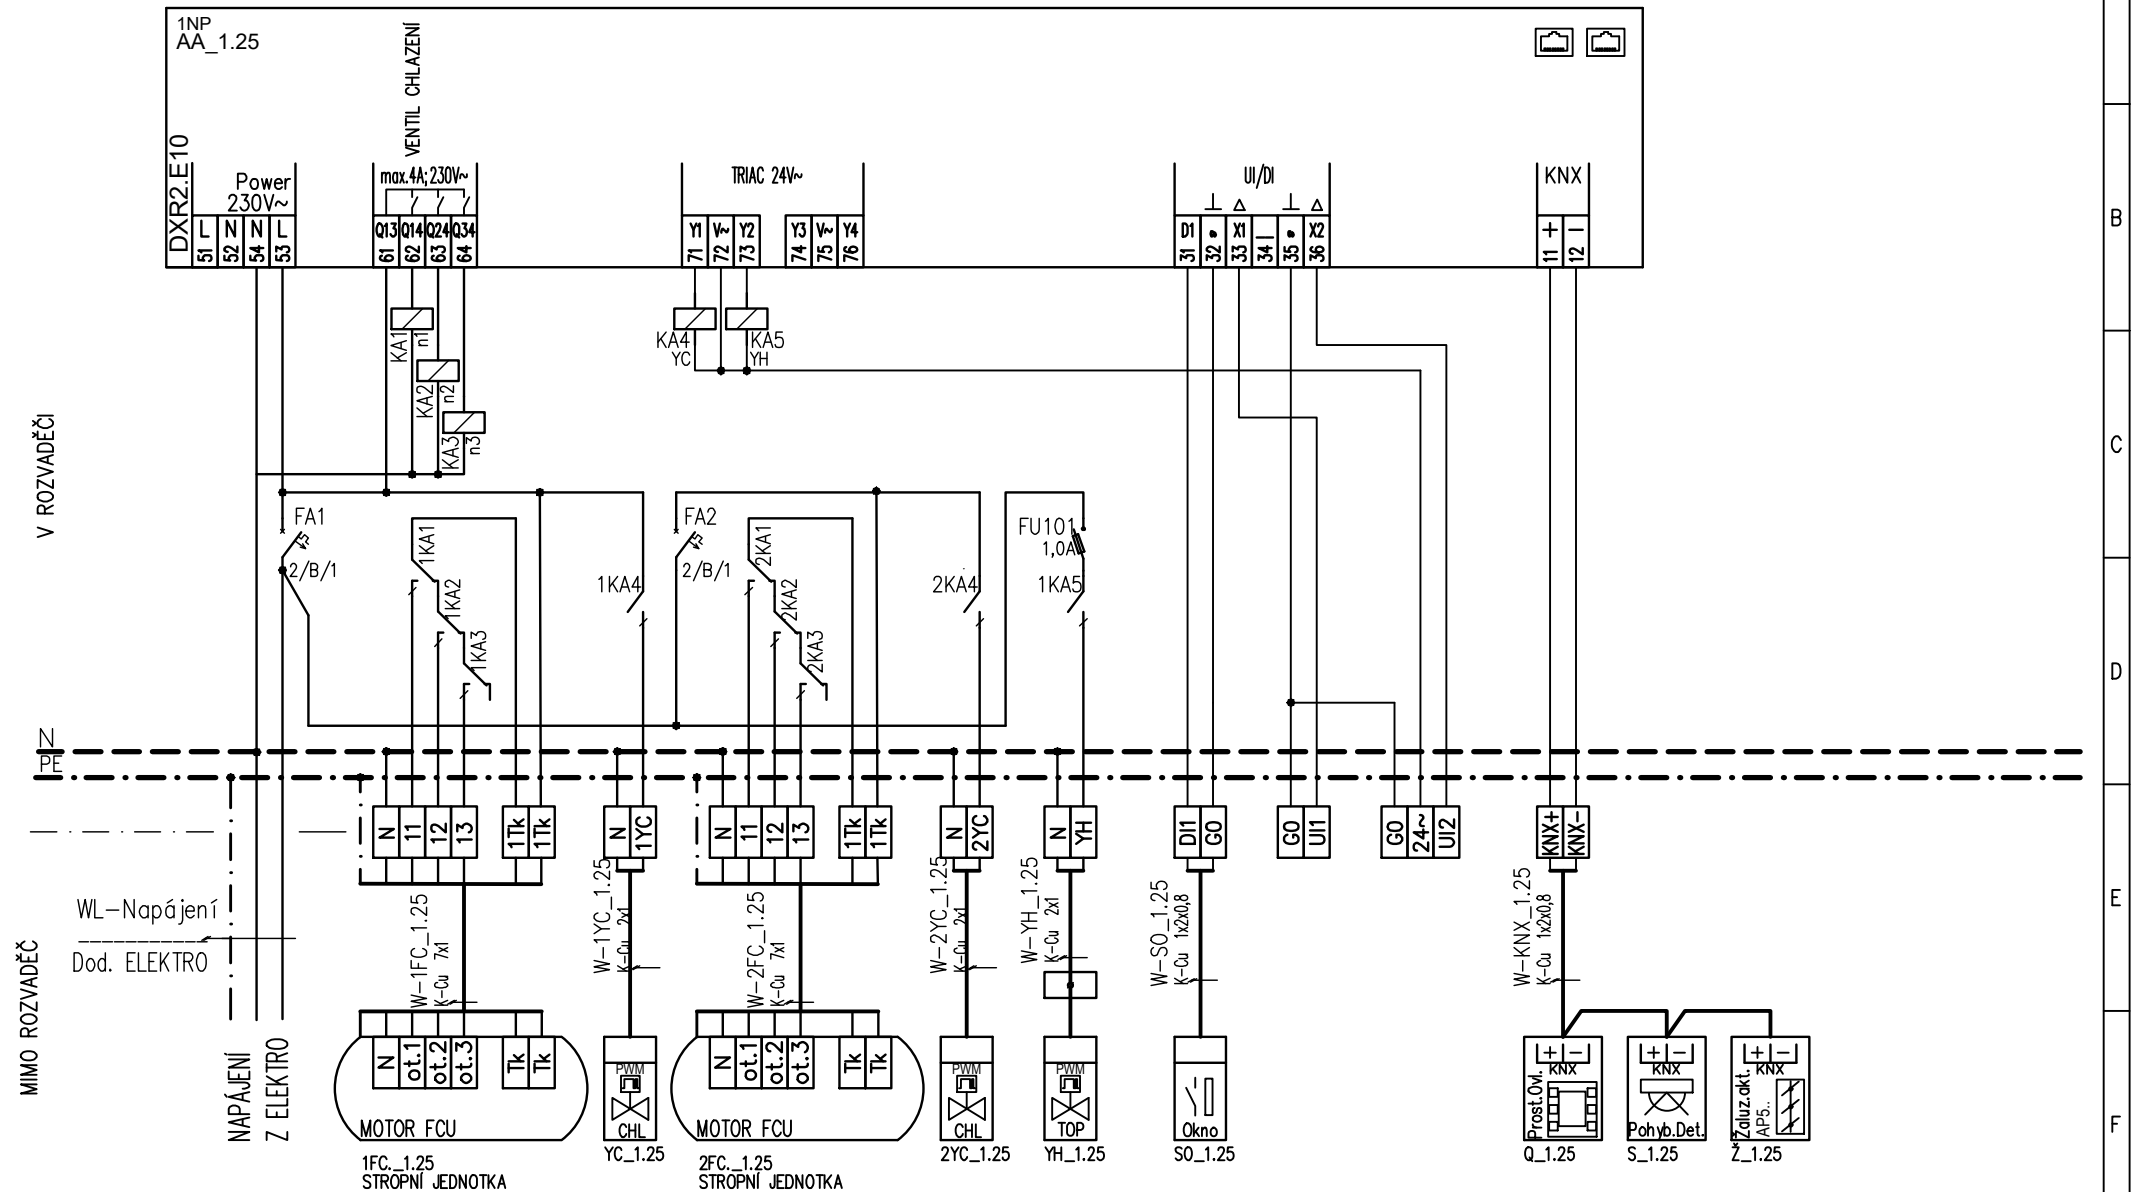 1NP
AA_1.25
DXR2.E10
VENTIL CHLAZENÍ
Power
230V~
max.4A;230V~
TRIAC 24V~
UI/DI
KNX
L N N L
51 52 54 53
Q13 Q14 Q24 Q34
61 62 63 64
Y1 V~ Y2
71 72 73
Y3 V~ Y4
74 75 76
D1 X1 X2
31 32 33 34 35 36
+ -
11 12
B
C
D
E
F
V ROZVADĚČI
MIMO ROZVADĚČ
KA1
n1
KA2
n2
KA3
n3
KA4
YC
KA5
YH
FA1
2/B/1
1KA1
1KA2
1KA3
1KA4
FA2
2/B/1
2KA1
2KA2
2KA3
2KA4
FU101
1,0A
1KA5
N
PE
N 11 12 13 1Tk 1Tk
N 1YC
N 11 12 13 1Tk 1Tk
N 2YC
N YH
DI1 G0
G0 UI1
G0 24~ UI2
KNX+ KNX-
WL-Napájení
Dod. ELEKTRO
NAPÁJENÍ
Z ELEKTRO
W-1FC_1.25
K-Cu 7x1
W-1YC_1.25
K-Cu 2x1
W-2FC_1.25
K-Cu 7x1
W-2YC_1.25
K-Cu 2x1
W-YH_1.25
K-Cu 2x1
W-SO_1.25
K-Cu 1x2x0,8
W-KNX_1.25
K-Cu 1x2x0,8
N ot.1 ot.2 ot.3 Tk Tk
MOTOR FCU
1FC._1.25
STROPNÍ JEDNOTKA
PWM
CHL
YC_1.25
N ot.1 ot.2 ot.3 Tk Tk
MOTOR FCU
2FC._1.25
STROPNÍ JEDNOTKA
PWM
CHL
2YC_1.25
PWM
TOP
YH_1.25
Okno
SO_1.25
+ -
KNX
Prost.Ovl.
Q_1.25
+ -
KNX
Pohyb.Det.
S_1.25
+ -
KNX
Žaluz.akt.
AP5..
Ž_1.25